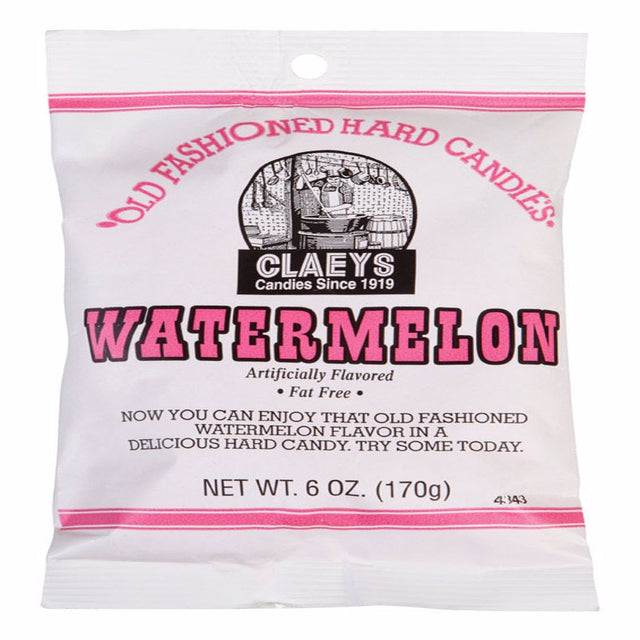 OLD FASHIONED HARD CANDIES
CLAEYS
Candies Since 1919
WATERMELON
Artificially Flavored
• Fat Free •
NOW YOU CAN ENJOY THAT OLD FASHIONED
WATERMELON FLAVOR IN A
DELICIOUS HARD CANDY. TRY SOME TODAY.
NET WT. 6 OZ. (170g)
4343